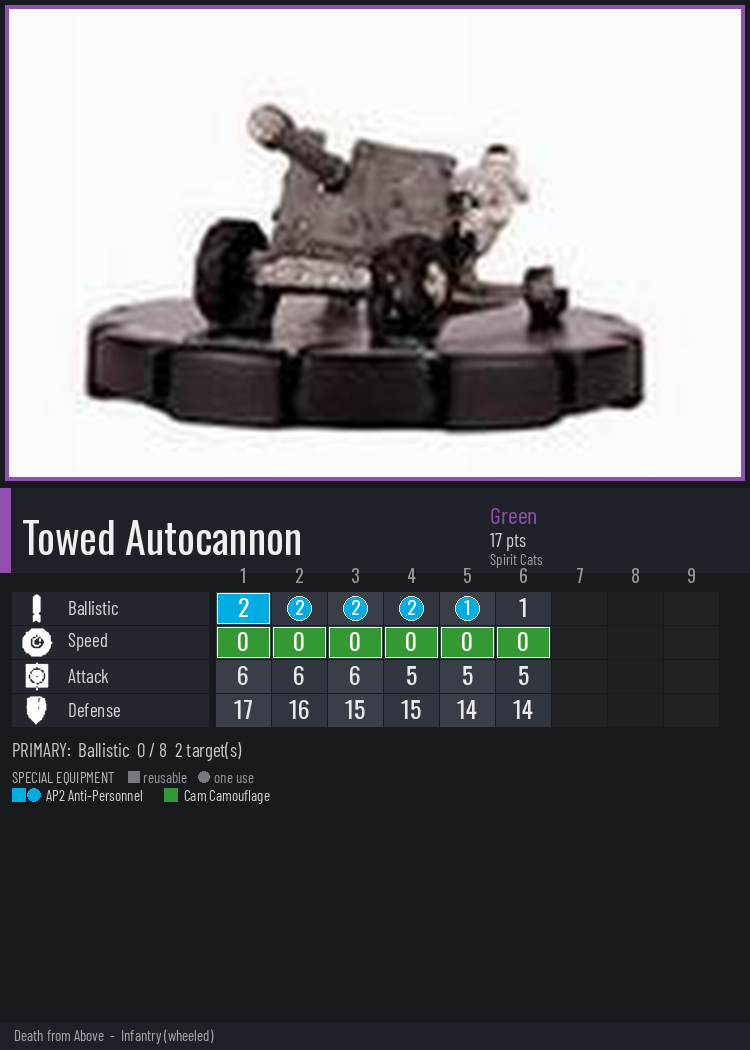 Towed Autocannon
Green
17 pts
Spirit Cats
1 2 3 4 5 6 7 8 9
Ballistic 2 2 2 2 1 1
Speed 0 0 0 0 0 0
Attack 6 6 6 5 5 5
Defense 17 16 15 15 14 14
PRIMARY: Ballistic 0 / 8 2 target(s)
SPECIAL EQUIPMENT reusable one use
AP2 Anti-Personnel Cam Camouflage
Death from Above - Infantry (wheeled)